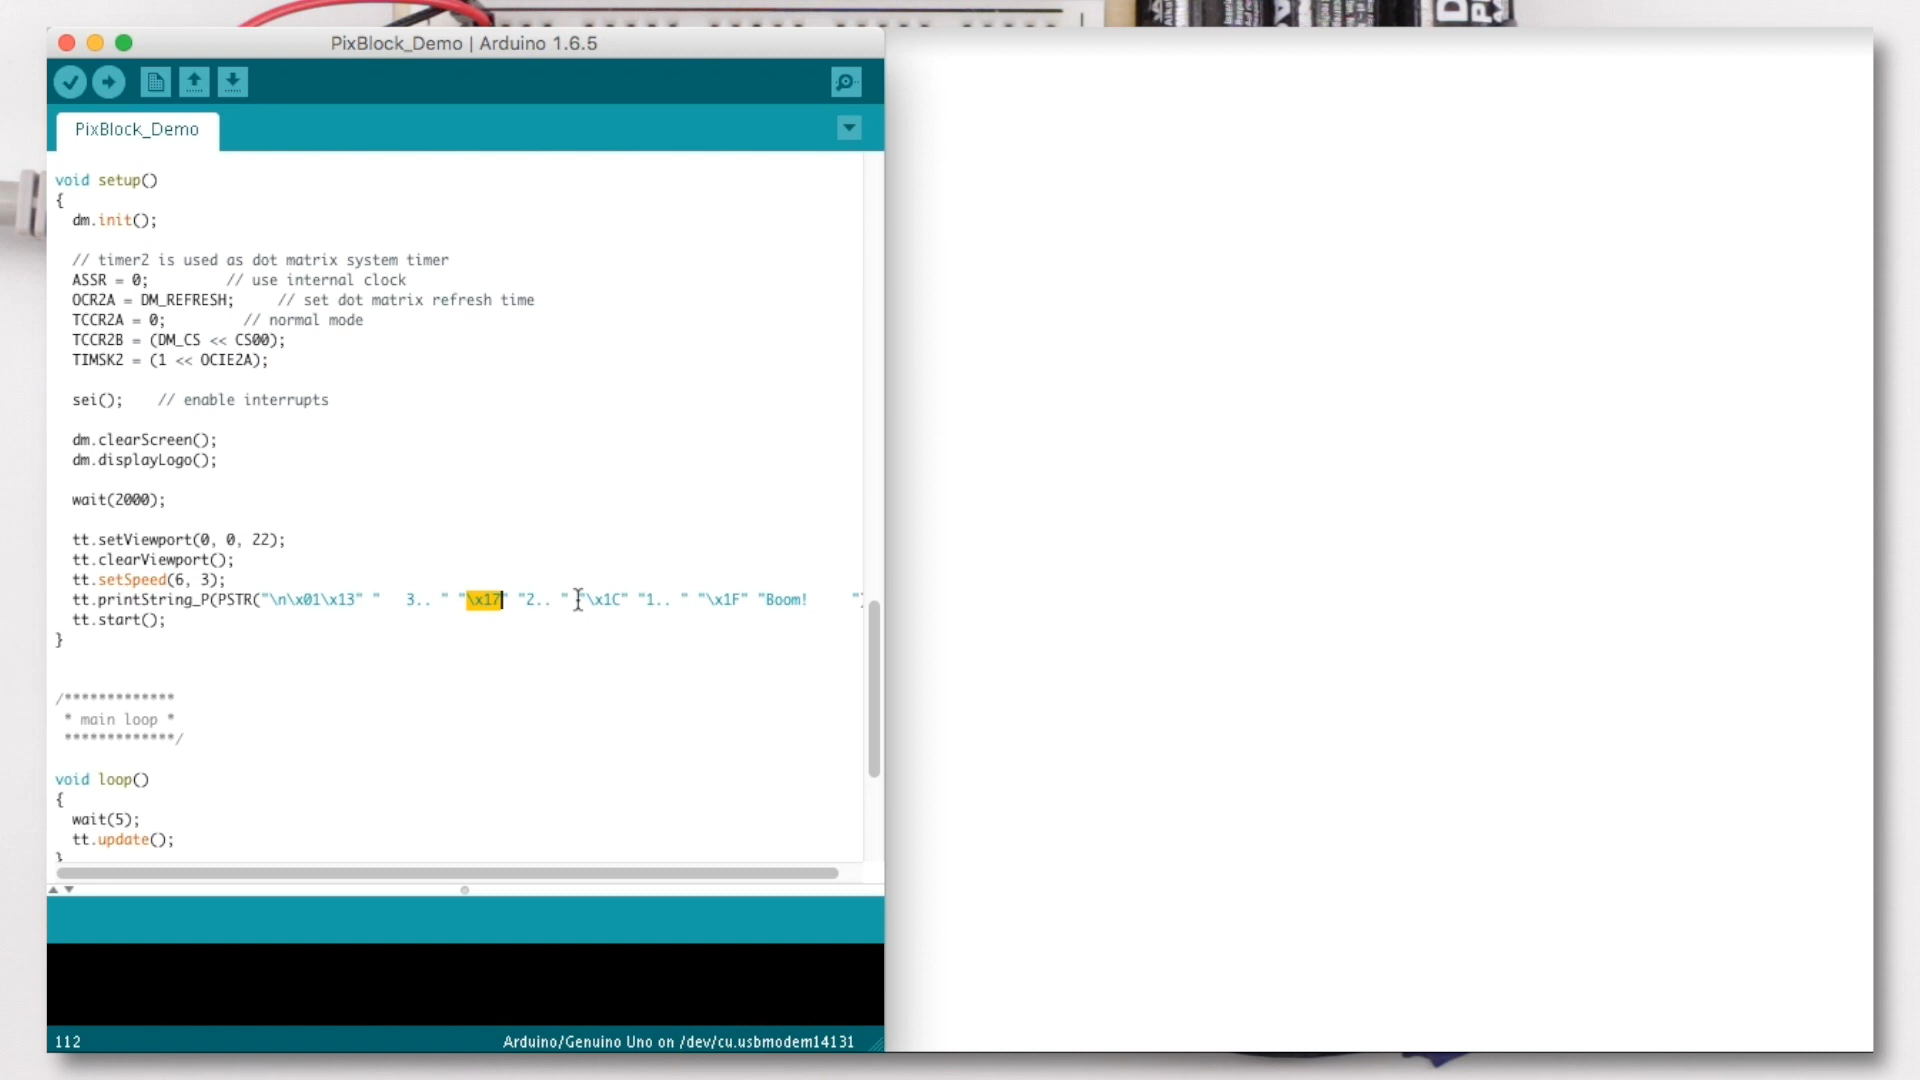 PixBlock_Demo | Arduino 1.6.5
PixBlock_Demo
void setup()
{
dm.init();
// timer2 is used as dot matrix system timer
ASSR = 0; // use internal clock
OCR2A = DM_REFRESH; // set dot matrix refresh time
TCCR2A = 0; // normal mode
TCCR2B = (DM_CS << CS00);
TIMSK2 = (1 << OCIE2A);
sei(); // enable interrupts
dm.clearScreen();
dm.displayLogo();
wait(2000);
tt.setViewport(0, 0, 22);
tt.clearViewport();
tt.setSpeed(6, 3);
tt.printString_P(PSTR("\n\x01\x13" "   3.. " "\x17" "2.. " "\x1C" "1.. " "\x1F" "Boom!     "
tt.start();
}
/*************
* main loop *
*************/
void loop()
{
wait(5);
tt.update();
}
112
Arduino/Genuino Uno on /dev/cu.usbmodem14131